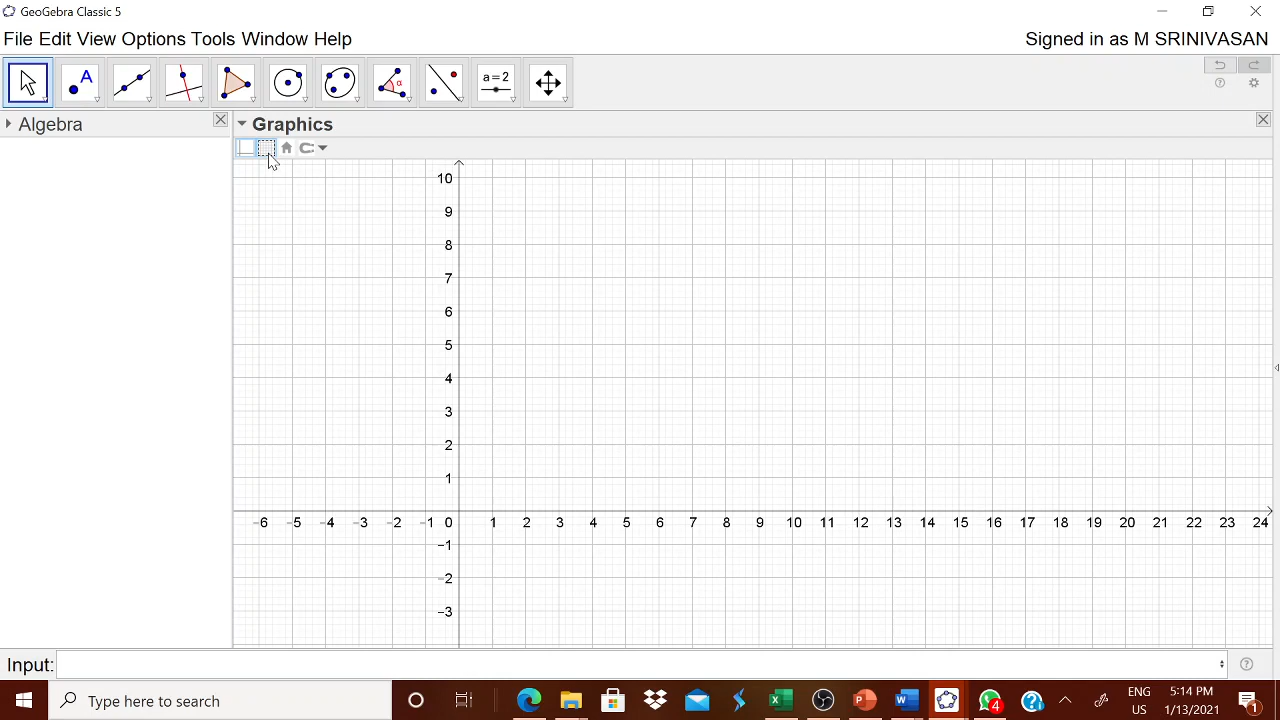 GeoGebra Classic 5
File Edit View Options Tools Window Help
Signed in as M SRINIVASAN
A
α
a=2
Algebra
Graphics
10
9
8
7
6
5
4
3
2
1
−6 −5 −4 −3 −2 −1 0 1 2 3 4 5 6 7 8 9 10 11 12 13 14 15 16 17 18 19 20 21 22 23 24
−1
−2
−3
Input:
Type here to search
4
ENG
US
5:14 PM
1/13/2021
1